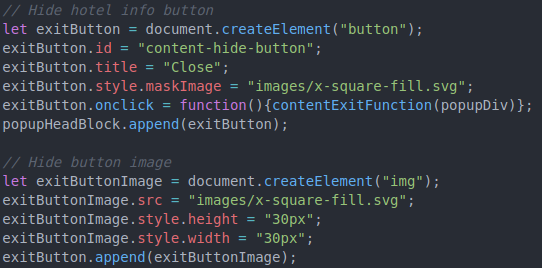 // Hide hotel info button
let exitButton = document.createElement("button");
exitButton.id = "content-hide-button";
exitButton.title = "Close";
exitButton.style.maskImage = "images/x-square-fill.svg";
exitButton.onclick = function(){contentExitFunction(popupDiv)};
popupHeadBlock.append(exitButton);

// Hide button image
let exitButtonImage = document.createElement("img");
exitButtonImage.src = "images/x-square-fill.svg";
exitButtonImage.style.height = "30px";
exitButtonImage.style.width = "30px";
exitButton.append(exitButtonImage);